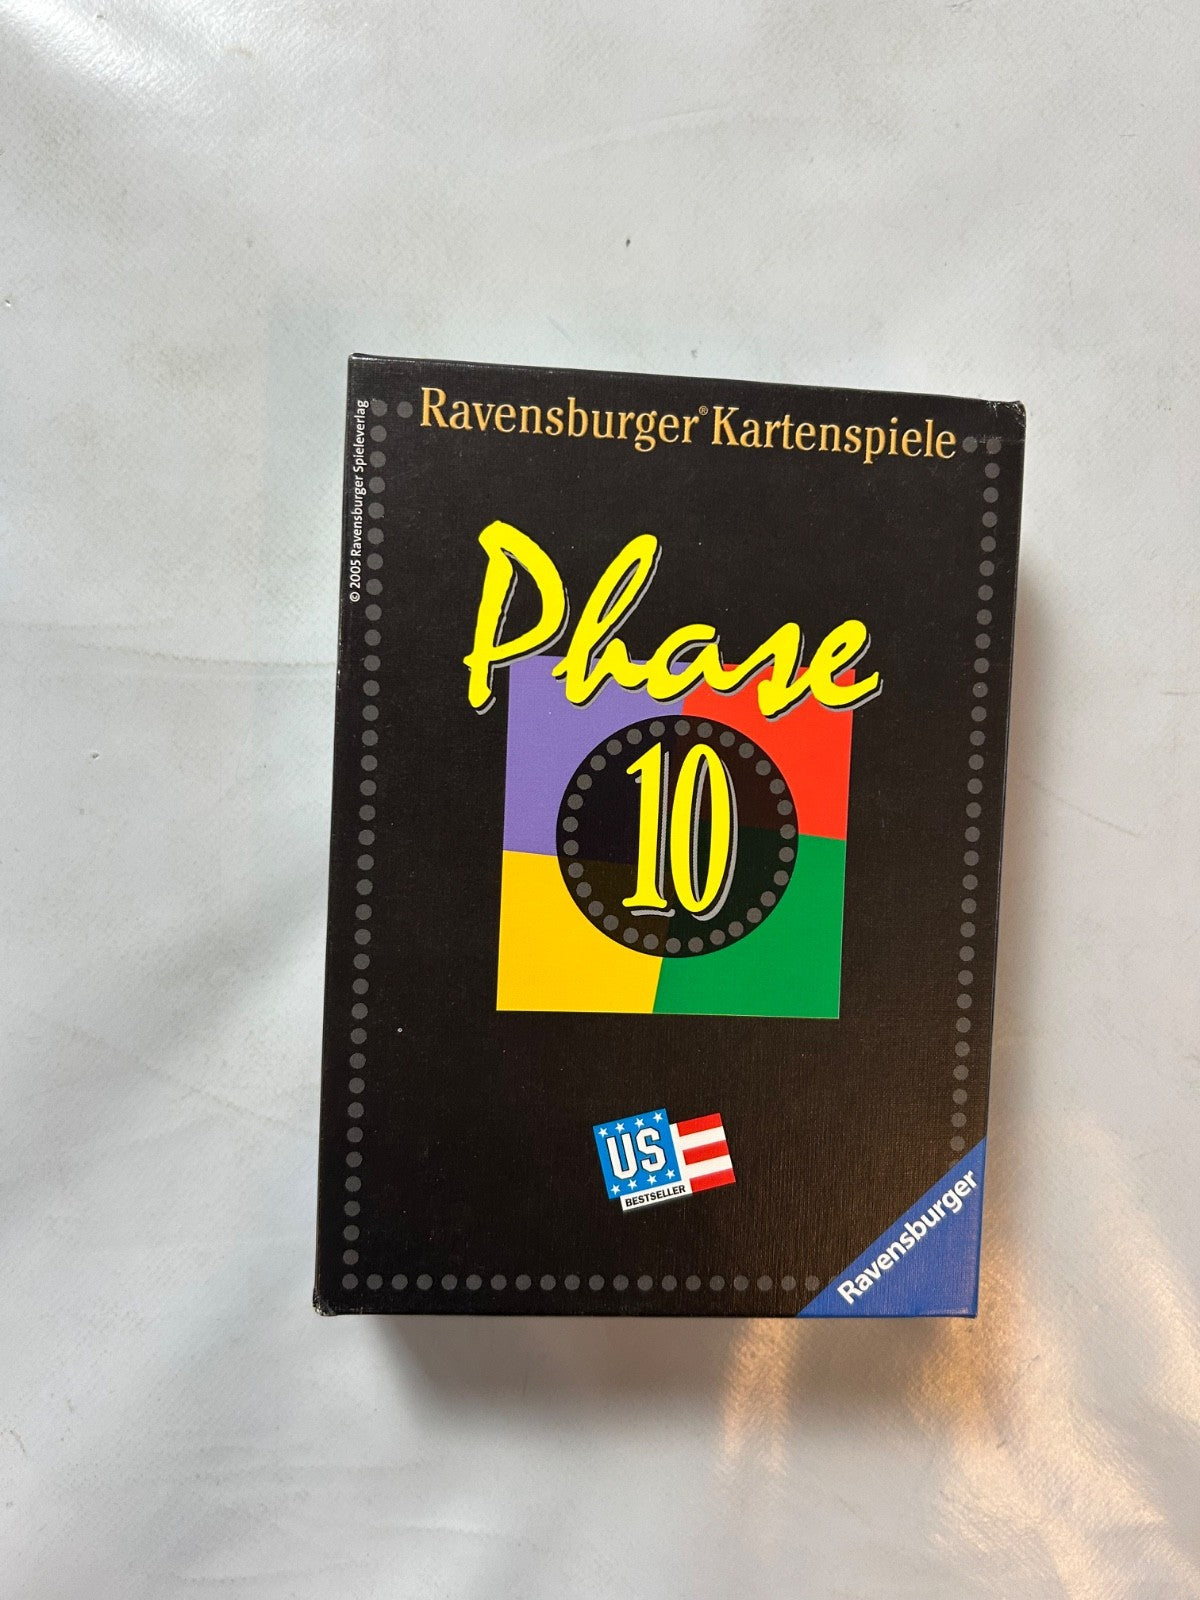 Ravensburger® Kartenspiele
© 2005 Ravensburger Spieleverlag
Phase
10
US
BESTSELLER
Ravensburger